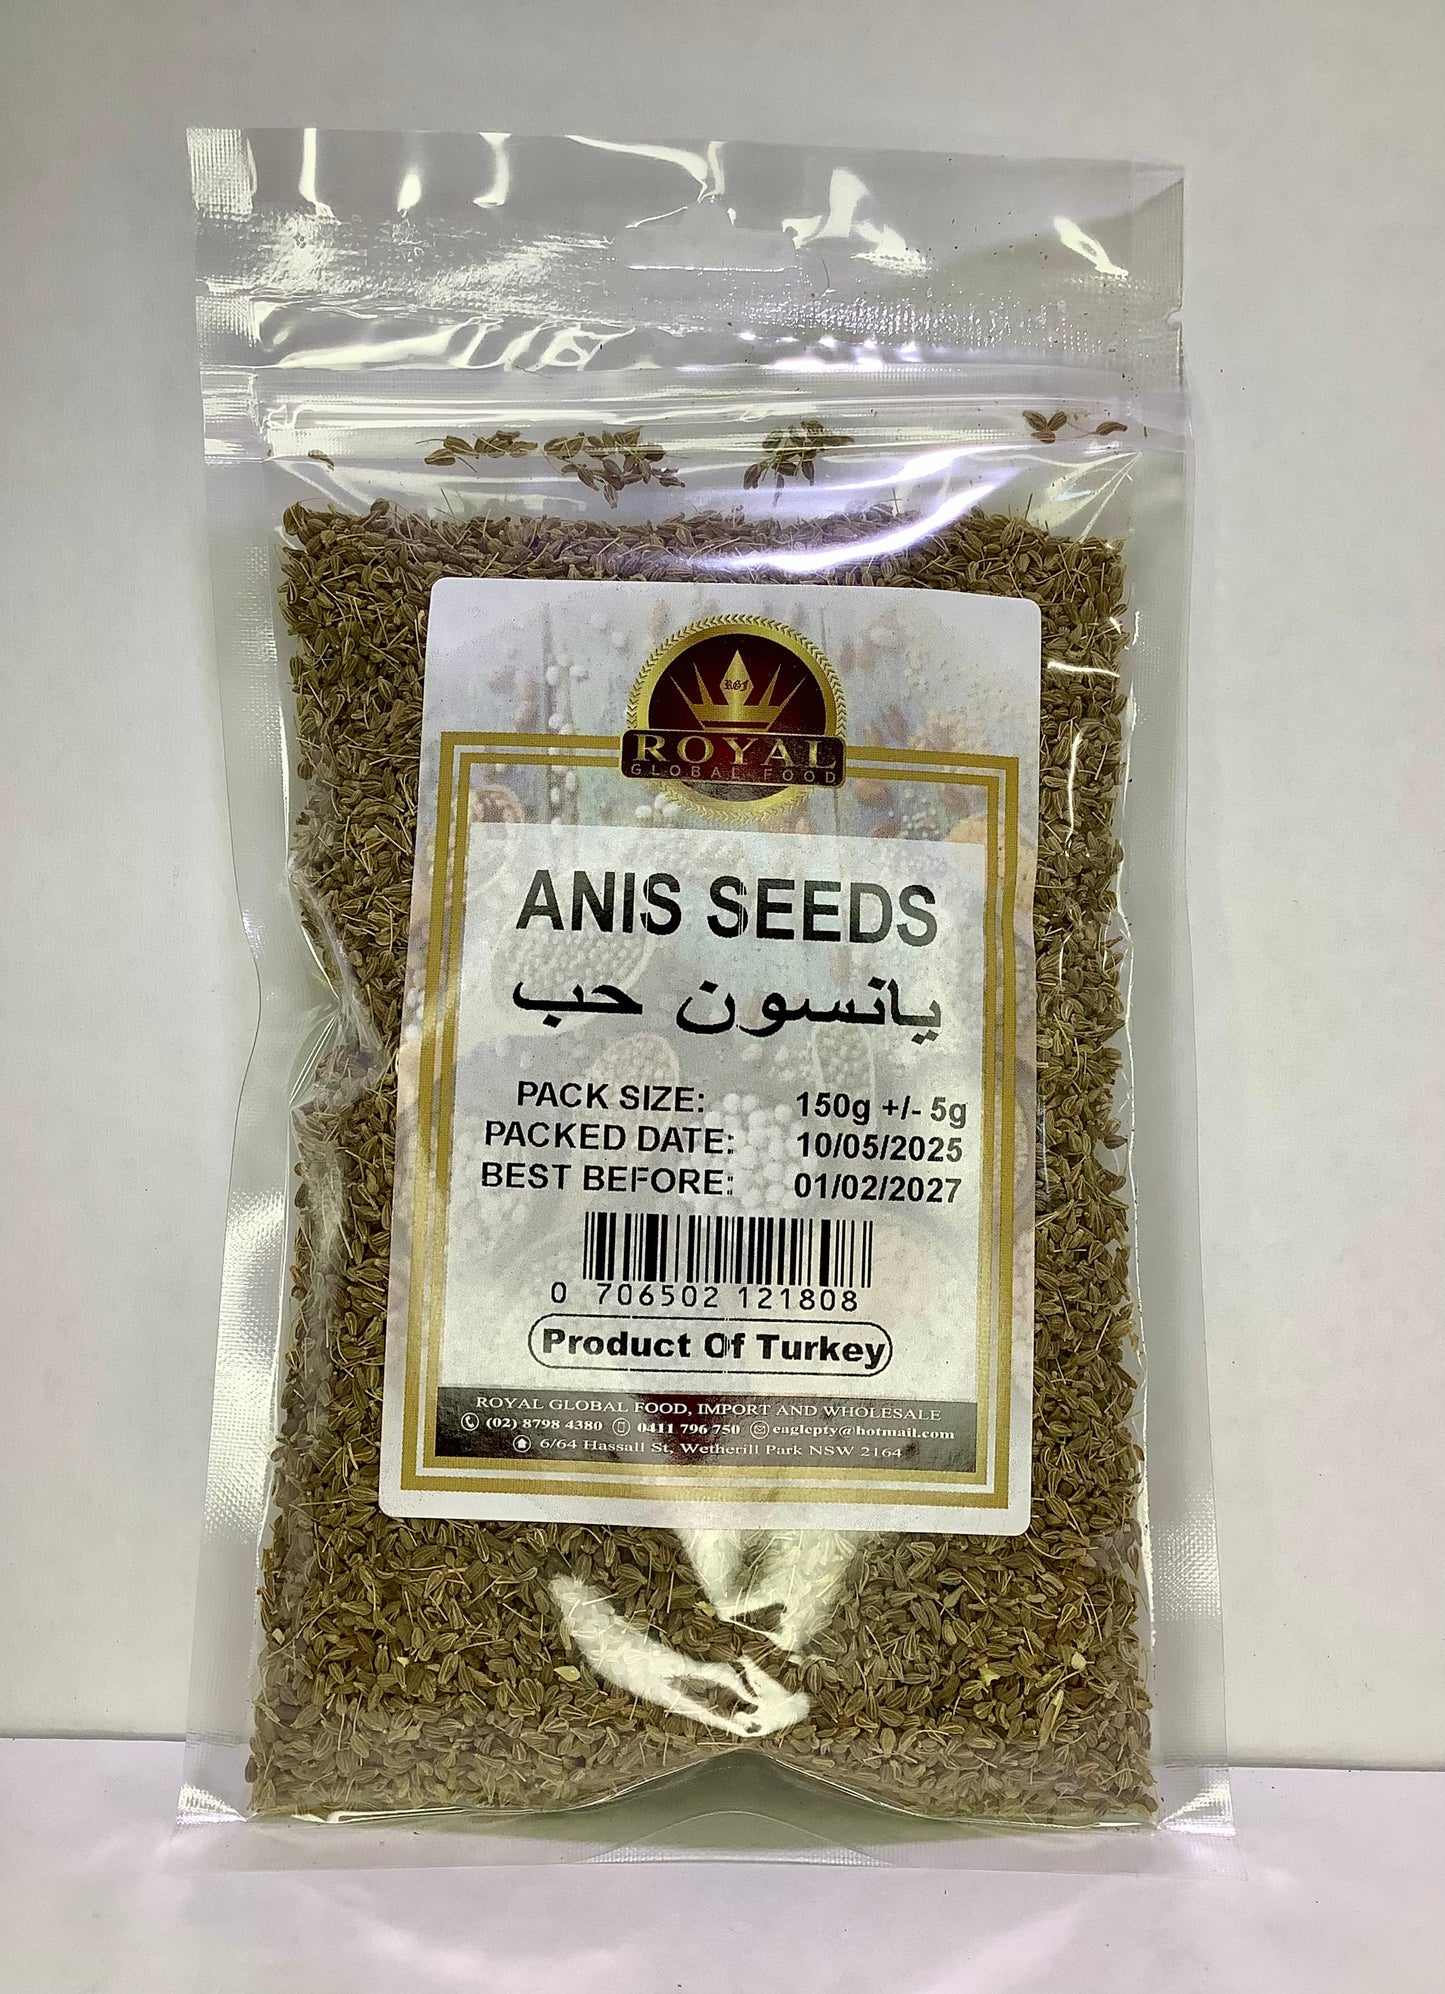 RGF
ROYAL
GLOBAL FOOD
ANIS SEEDS
يانسون حب
PACK SIZE: 150g +/- 5g
PACKED DATE: 10/05/2025
BEST BEFORE: 01/02/2027
0 706502 121808
Product Of Turkey
ROYAL GLOBAL FOOD, IMPORT AND WHOLESALE
(02) 8798 4380 0411 796 750 eaglepty@hotmail.com
6/64 Hassall St, Wetherill Park NSW 2164